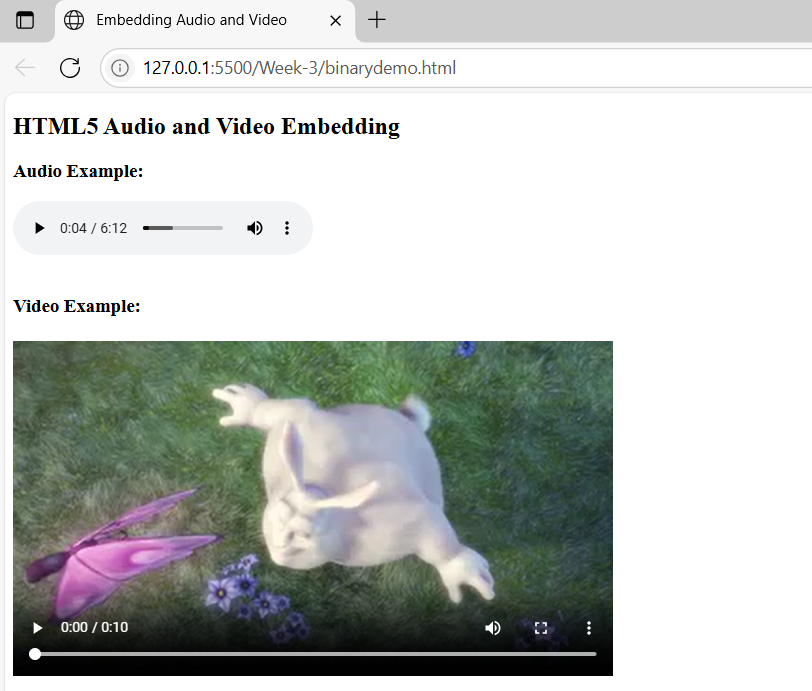 Embedding Audio and Video
127.0.0.1:5500/Week-3/binarydemo.html
HTML5 Audio and Video Embedding
Audio Example:
0:04 / 6:12
Video Example:
0:00 / 0:10